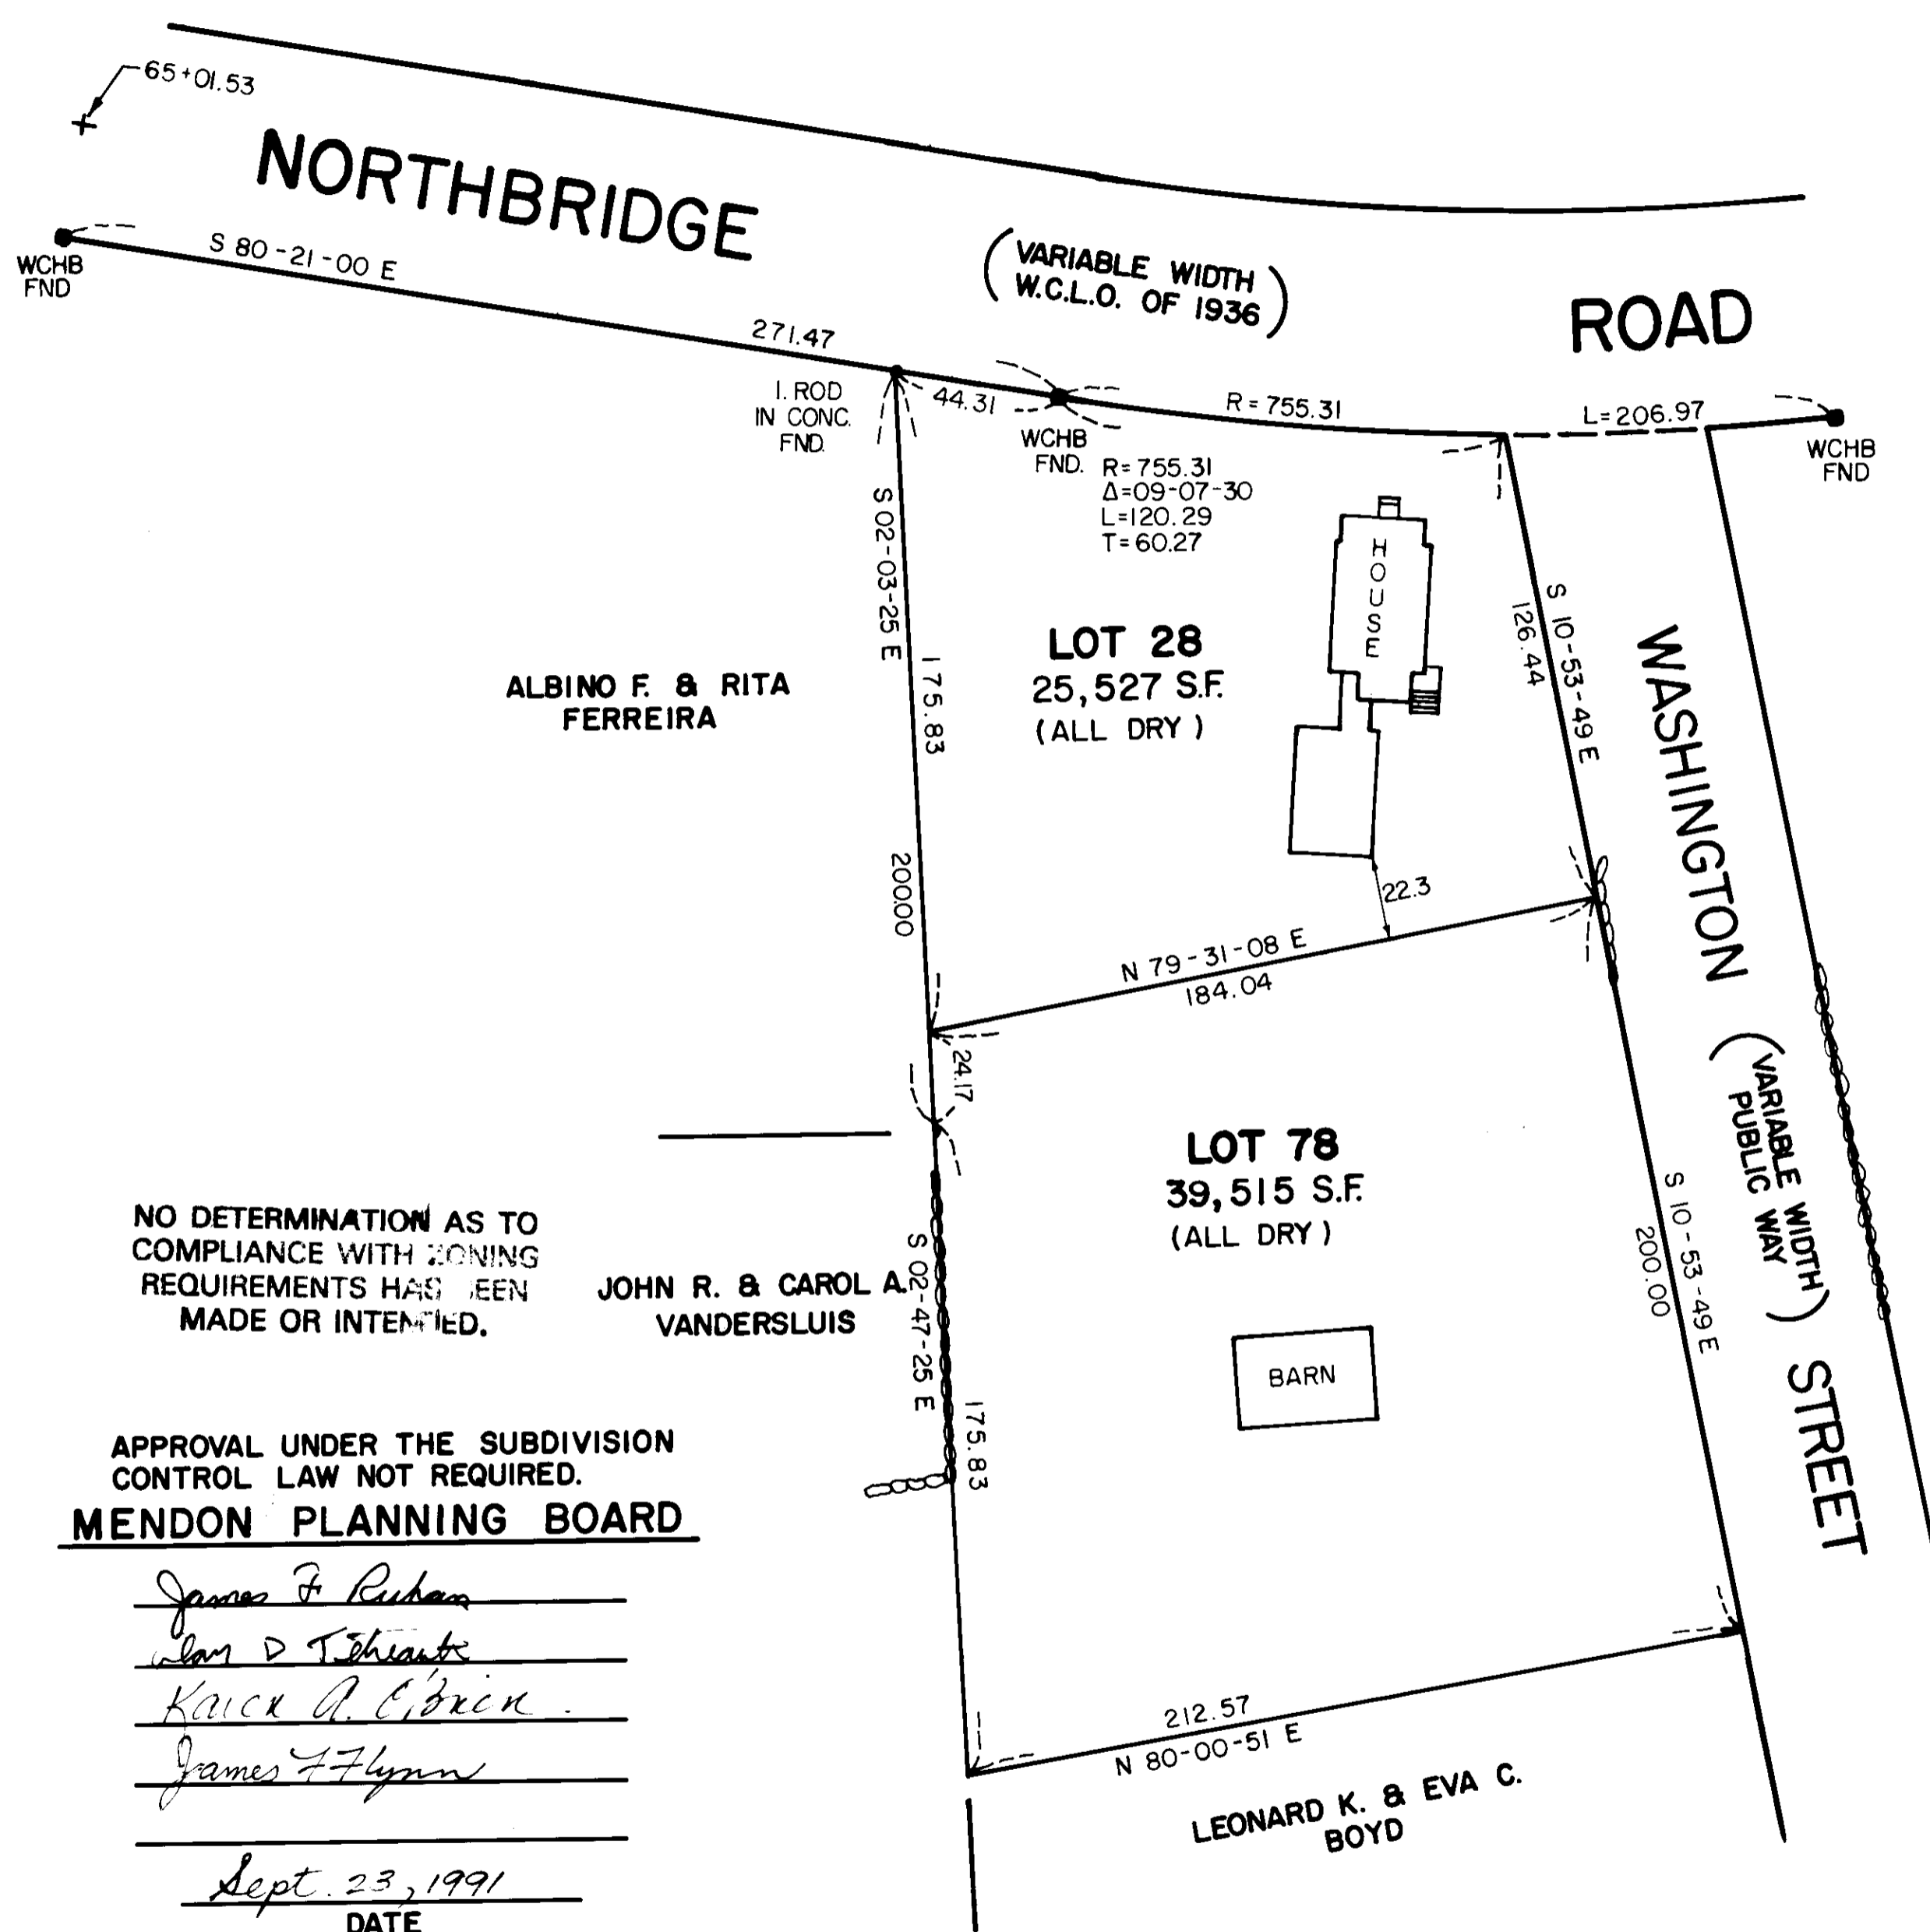 65+01.53
NORTHBRIDGE
ROAD
(VARIABLE WIDTH
W.C.L.O. OF 1936)
WCHB
FND
S 80-21-00 E
271.47
I. ROD
IN CONC.
FND.
44.31
WCHB
FND.
R=755.31
L=206.97
WCHB
FND
R=755.31
Δ=09-07-30
L=120.29
T=60.27
HOUSE
S 02-03-25 E
175.83
200.00
LOT 28
25,527 S.F.
(ALL DRY)
S 10-53-49 E
126.44
ALBINO F. & RITA
FERREIRA
22.3
N 79-31-08 E
184.04
24.17
WASHINGTON
(VARIABLE WIDTH)
PUBLIC WAY
STREET
LOT 78
39,515 S.F.
(ALL DRY)
S 10-53-49 E
200.00
NO DETERMINATION AS TO
COMPLIANCE WITH ZONING
REQUIREMENTS HAS BEEN
MADE OR INTENDED.
JOHN R. & CAROL A.
VANDERSLUIS
S 02-47-25 E
175.83
BARN
APPROVAL UNDER THE SUBDIVISION
CONTROL LAW NOT REQUIRED.
MENDON PLANNING BOARD
James F
D
Karen A. O'Brien
James F Flynn
Sept. 23, 1991
DATE
212.57
N 80-00-51 E
LEONARD K. & EVA C.
BOYD